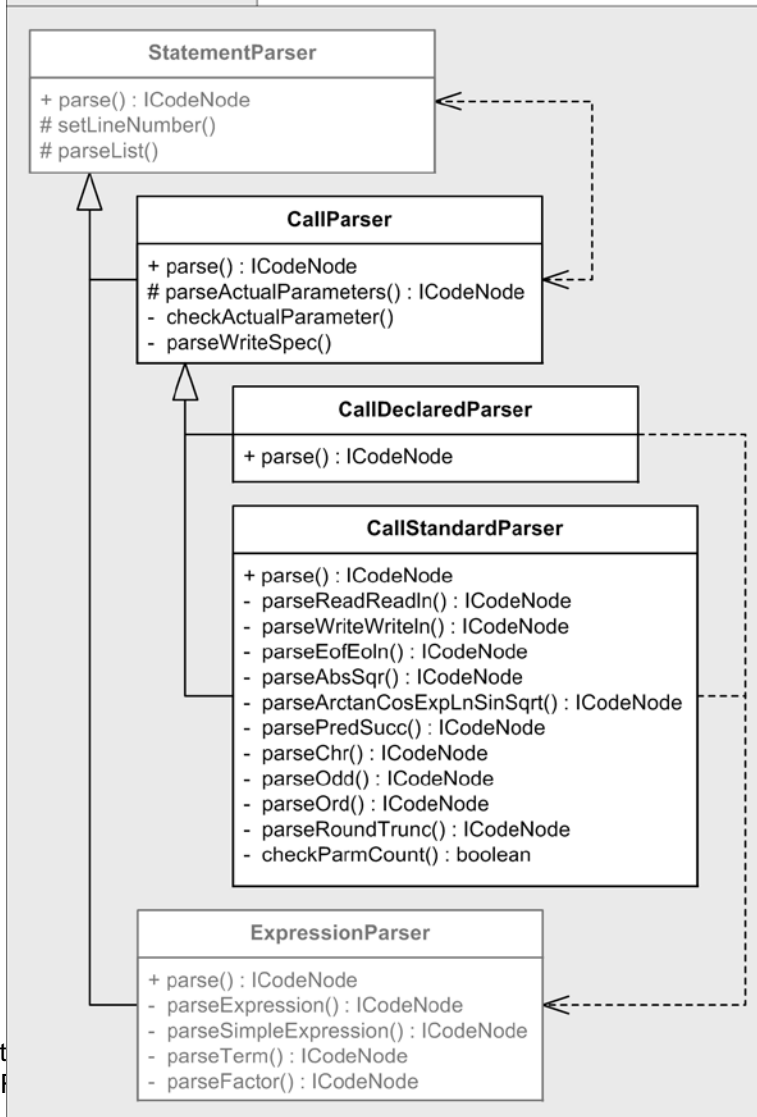 StatementParser
+ parse() : ICodeNode
# setLineNumber()
# parseList()
CallParser
+ parse() : ICodeNode
# parseActualParameters() : ICodeNode
- checkActualParameter()
- parseWriteSpec()
CallDeclaredParser
+ parse() : ICodeNode
CallStandardParser
+ parse() : ICodeNode
- parseReadReadln() : ICodeNode
- parseWriteWriteln() : ICodeNode
- parseEofEoln() : ICodeNode
- parseAbsSqr() : ICodeNode
- parseArctanCosExpLnSinSqrt() : ICodeNode
- parsePredSucc() : ICodeNode
- parseChr() : ICodeNode
- parseOdd() : ICodeNode
- parseOrd() : ICodeNode
- parseRoundTrunc() : ICodeNode
- checkParmCount() : boolean
ExpressionParser
+ parse() : ICodeNode
- parseExpression() : ICodeNode
- parseSimpleExpression() : ICodeNode
- parseTerm() : ICodeNode
- parseFactor() : ICodeNode